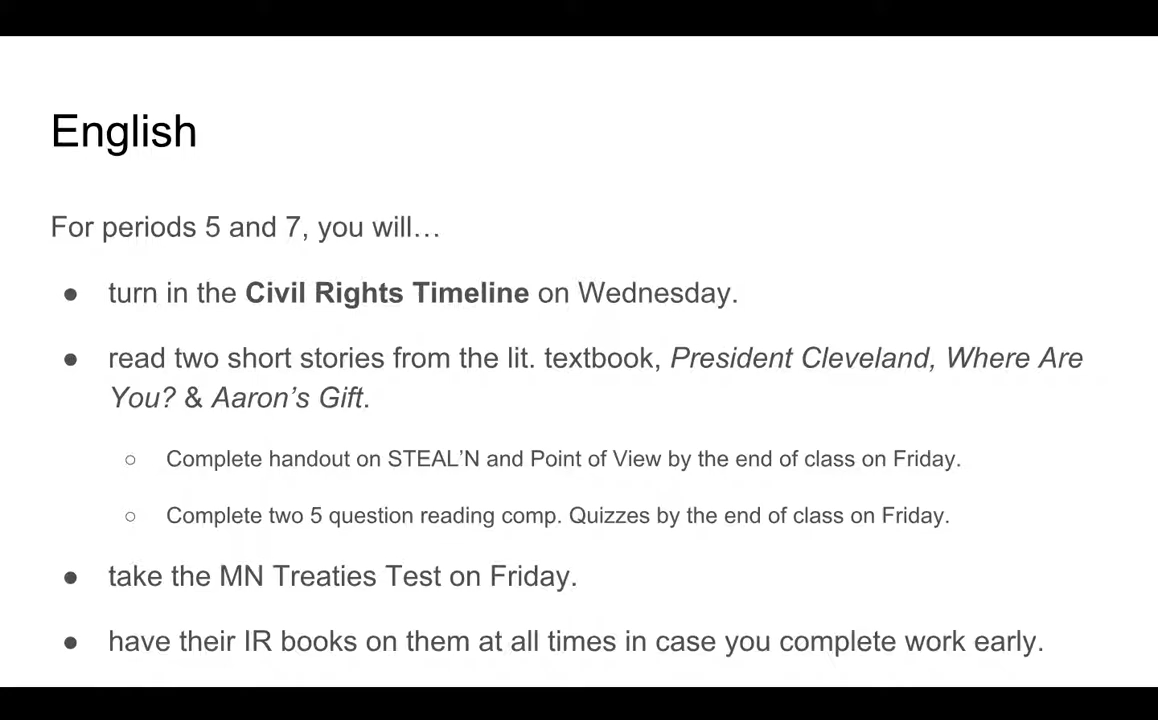 English
For periods 5 and 7, you will…
● turn in the Civil Rights Timeline on Wednesday.
● read two short stories from the lit. textbook, President Cleveland, Where Are
You? & Aaron’s Gift.
○ Complete handout on STEAL’N and Point of View by the end of class on Friday.
○ Complete two 5 question reading comp. Quizzes by the end of class on Friday.
● take the MN Treaties Test on Friday.
● have their IR books on them at all times in case you complete work early.